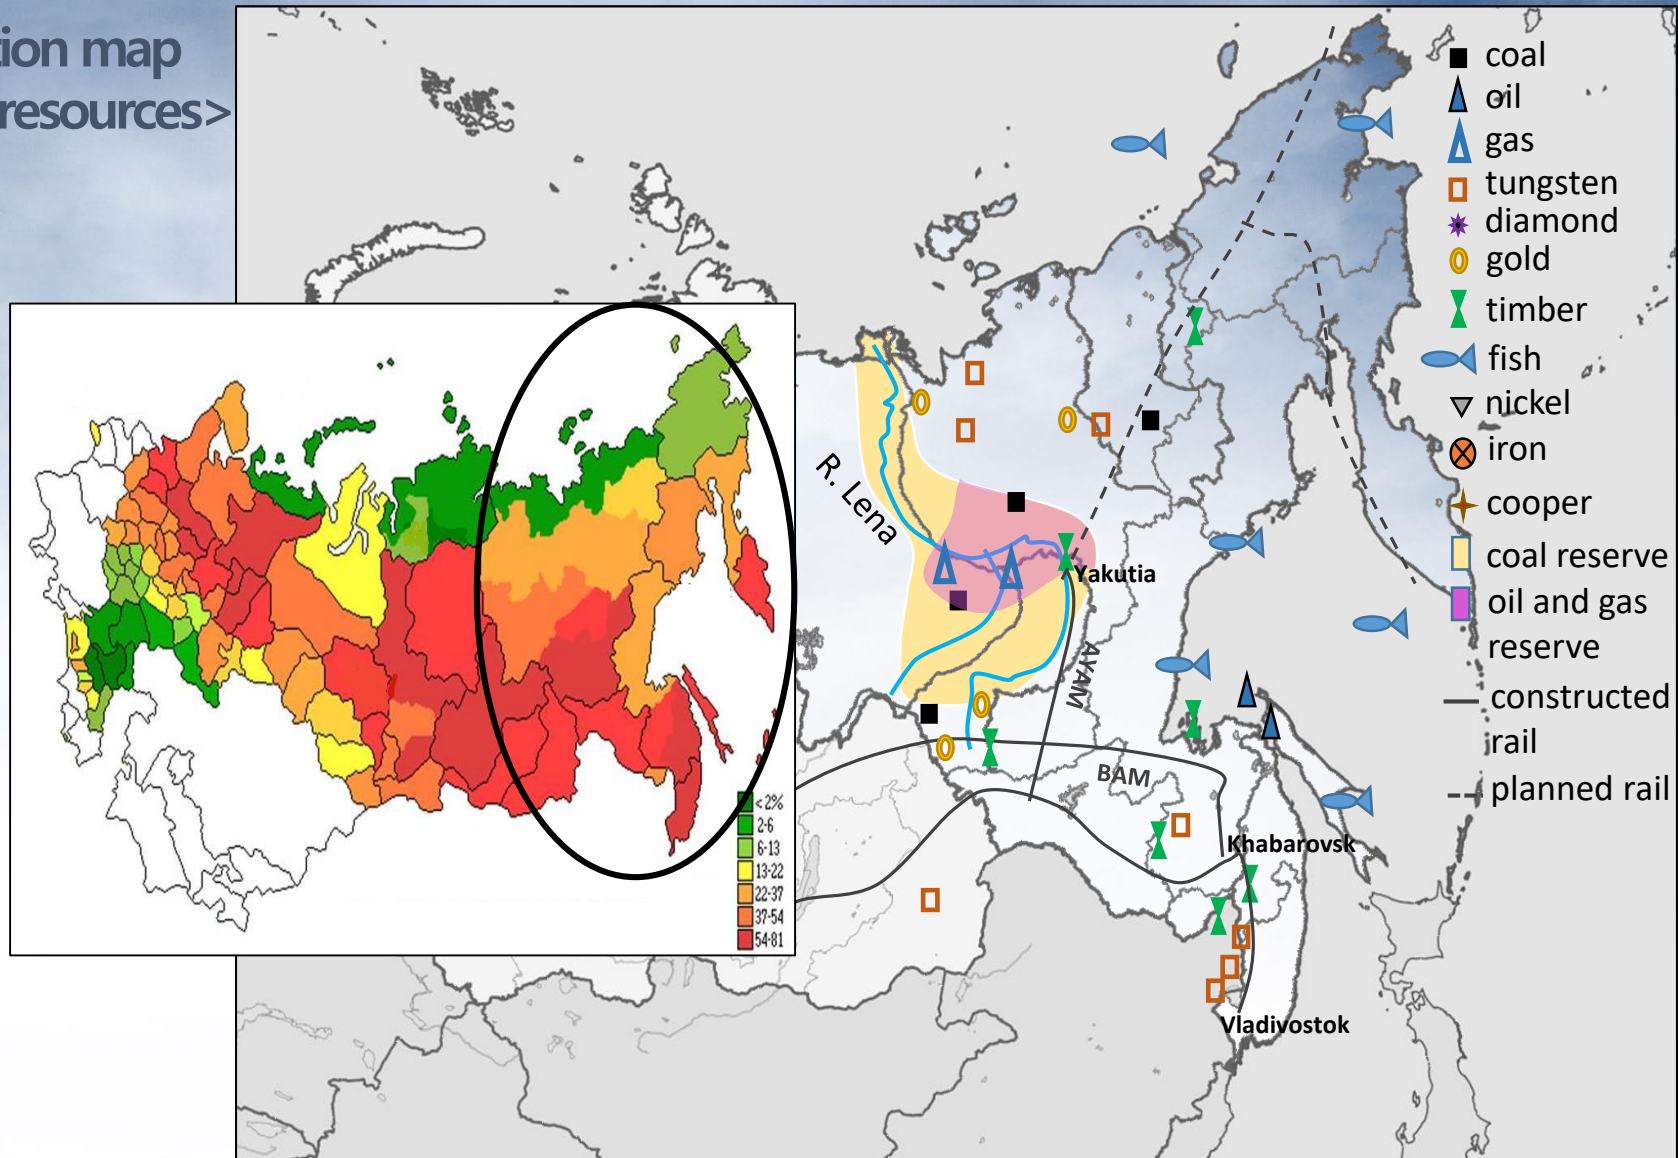 tion map
resources>
coal
oil
gas
tungsten
diamond
gold
timber
fish
nickel
iron
cooper
coal reserve
oil and gas
reserve
constructed
rail
planned rail
R. Lena
Yakutia
AYAM
BAM
Khabarovsk
Vladivostok
<2%
2-6
6-13
13-22
22-37
37-54
54-81